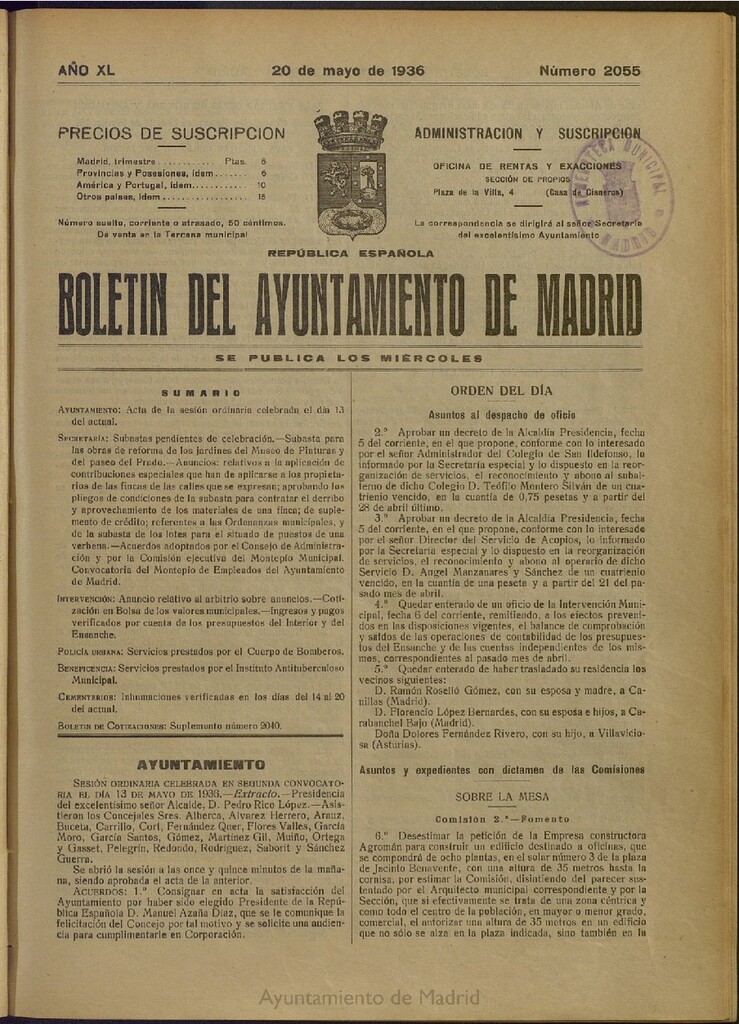 AÑO XL 20 de mayo de 1936 Número 2055
PRECIOS DE SUSCRIPCION
Madrid, trimestre............ Ptas. 5
Provincias y Posesiones, ídem....... 6
América y Portugal, ídem........... 10
Otros países, ídem................. 15
Número suelto, corriente o atrasado, 50 céntimos.
De venta en la Tercena municipal
ADMINISTRACION Y SUSCRIPCIÓN
OFICINA DE RENTAS Y EXACCIONES
SECCIÓN DE PROPIOS
Plaza de la Villa, 4 (Casa de Cisneros)
La correspondencia se dirigirá al señor Secretario
del excelentísimo Ayuntamiento
HEMEROTECA MUNICIPAL
MADRID
REPÚBLICA ESPAÑOLA
BOLETIN DEL AYUNTAMIENTO DE MADRID
SE PUBLICA LOS MIÉRCOLES
SUMARIO
AYUNTAMIENTO: Acta de la sesión ordinaria celebrada el día 13
del actual.
SECRETARÍA: Subastas pendientes de celebración.—Subasta para
las obras de reforma de los jardines del Museo de Pinturas y
del paseo del Prado.—Anuncios: relativos a la aplicación de
contribuciones especiales que han de aplicarse a los propieta-
rios de las fincas de las calles que se expresan; aprobando los
pliegos de condiciones de la subasta para contratar el derribo
y aprovechamiento de los materiales de una finca; de suple-
mento de crédito; referentes a las Ordenanzas municipales, y
de la subasta de los lotes para el situado de puestos de una
verbena.—Acuerdos adoptados por el Consejo de Administra-
ción y por la Comisión ejecutiva del Montepío Municipal.
Convocatoria del Montepío de Empleados del Ayuntamiento
de Madrid.
INTERVENCIÓN: Anuncio relativo al arbitrio sobre anuncios.—Coti-
zación en Bolsa de los valores municipales.—Ingresos y pagos
verificados por cuenta de los presupuestos del Interior y del
Ensanche.
POLICÍA URBANA: Servicios prestados por el Cuerpo de Bomberos.
BENEFICENCIA: Servicios prestados por el Instituto Antituberculoso
Municipal.
CEMENTERIOS: Inhumaciones verificadas en los días del 14 al 20
del actual.
BOLETÍN DE COTIZACIONES: Suplemento número 2040.
AYUNTAMIENTO
SESIÓN ORDINARIA CELEBRADA EN SEGUNDA CONVOCATO-
RIA EL DÍA 13 DE MAYO DE 1936.—Extracto.—Presidencia
del excelentísimo señor Alcalde, D. Pedro Rico López.—Asis-
tieron los Concejales Sres. Alberca, Alvarez Herrero, Arauz,
Buceta, Carrillo, Cort, Fernández Quer, Flores Valles, García
Moro, García Santos, Gómez, Martínez Gil, Muiño, Ortega
y Gasset, Pelegrín, Redondo, Rodríguez, Saborit y Sánchez
Guerra.
Se abrió la sesión a las once y quince minutos de la maña-
na, siendo aprobada el acta de la anterior.
ACUERDOS: 1.º Consignar en acta la satisfacción del
Ayuntamiento por haber sido elegido Presidente de la Repú-
blica Española D. Manuel Azaña Díaz, que se le comunique la
felicitación del Concejo por tal motivo y se solicite una audien-
cia para cumplimentarle en Corporación.
ORDEN DEL DÍA
Asuntos al despacho de oficio
2.º Aprobar un decreto de la Alcaldía Presidencia, fecha
5 del corriente, en el que propone, conforme con lo interesado
por el señor Administrador del Colegio de San Ildefonso, lo
informado por la Secretaría especial y lo dispuesto en la reor-
ganización de servicios, el reconocimiento y abono al subal-
terno de dicho Colegio D. Teófilo Montero Silván de un cua-
trienio vencido, en la cuantía de 0,75 pesetas y a partir del
28 de abril último.
3.º Aprobar un decreto de la Alcaldía Presidencia, fecha
5 del corriente, en el que propone, conforme con lo interesado
por el señor Director del Servicio de Acopios, lo informado
por la Secretaría especial y lo dispuesto en la reorganización
de servicios, el reconocimiento y abono al operario de dicho
Servicio D. Angel Manzanares y Sánchez de un cuatrienio
vencido, en la cuantía de una peseta y a partir del 21 del pa-
sado mes de abril.
4.º Quedar enterado de un oficio de la Intervención Muni-
cipal, fecha 6 del corriente, remitiendo, a los efectos preveni-
dos en las disposiciones vigentes, el balance de comprobación
y saldos de las operaciones de contabilidad de los presupues-
tos del Ensanche y de las cuentas independientes de los mis-
mos, correspondientes al pasado mes de abril.
5.º Quedar enterado de haber trasladado su residencia los
vecinos siguientes:
D. Ramón Roselló Gómez, con su esposa y madre, a Ca-
nillas (Madrid).
D. Florencio López Bernardes, con su esposa e hijos, a Ca-
rabanchel Bajo (Madrid).
Doña Dolores Fernández Rivero, con su hijo, a Villavicio-
sa (Asturias).
Asuntos y expedientes con dictamen de las Comisiones
SOBRE LA MESA
Comisión 2.ª—Fomento
6.º Desestimar la petición de la Empresa constructora
Agromán para construir un edificio destinado a oficinas, que
se compondrá de ocho plantas, en el solar número 3 de la plaza
de Jacinto Benavente, con una altura de 35 metros hasta la
cornisa, por estimar la Comisión, disintiendo del parecer sus-
tentado por el Arquitecto municipal correspondiente y por la
Sección, que si efectivamente se trata de una zona céntrica y
como todo el centro de la población, en mayor o menor grado,
comercial, el autorizar una altura de 35 metros en un edificio
que no sólo se alza en la plaza indicada, sino también en la
Ayuntamiento de Madrid